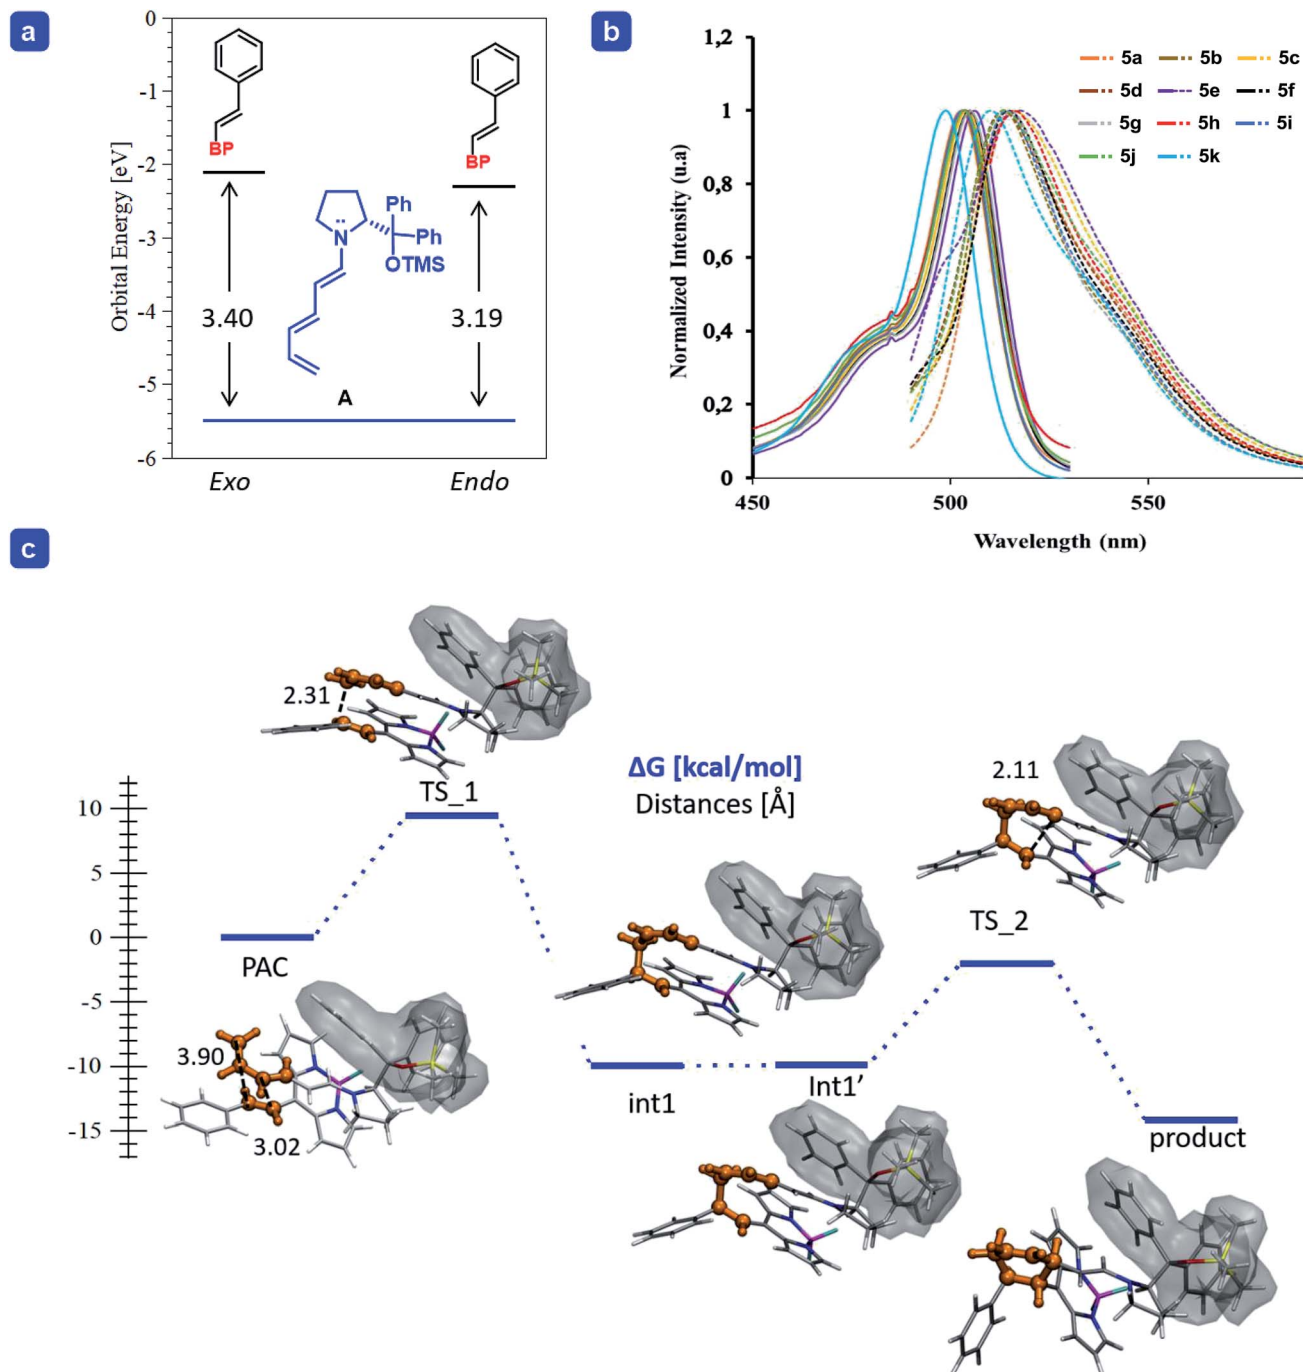 a
0
-1
-2
-3
-4
-5
-6
Orbital Energy [eV]
BP
BP
Ph
Ph
N
OTMS
3.40
3.19
A
Exo
Endo
b
1,2
1
0,8
0,6
0,4
0,2
0
Normalized Intensity (u.a)
450
500
550
Wavelength (nm)
5a
5b
5c
5d
5e
5f
5g
5h
5i
5j
5k
c
2.31
TS_1
ΔG [kcal/mol]
Distances [Å]
2.11
TS_2
10
5
0
-5
-10
-15
PAC
3.90
3.02
int1
Int1’
product